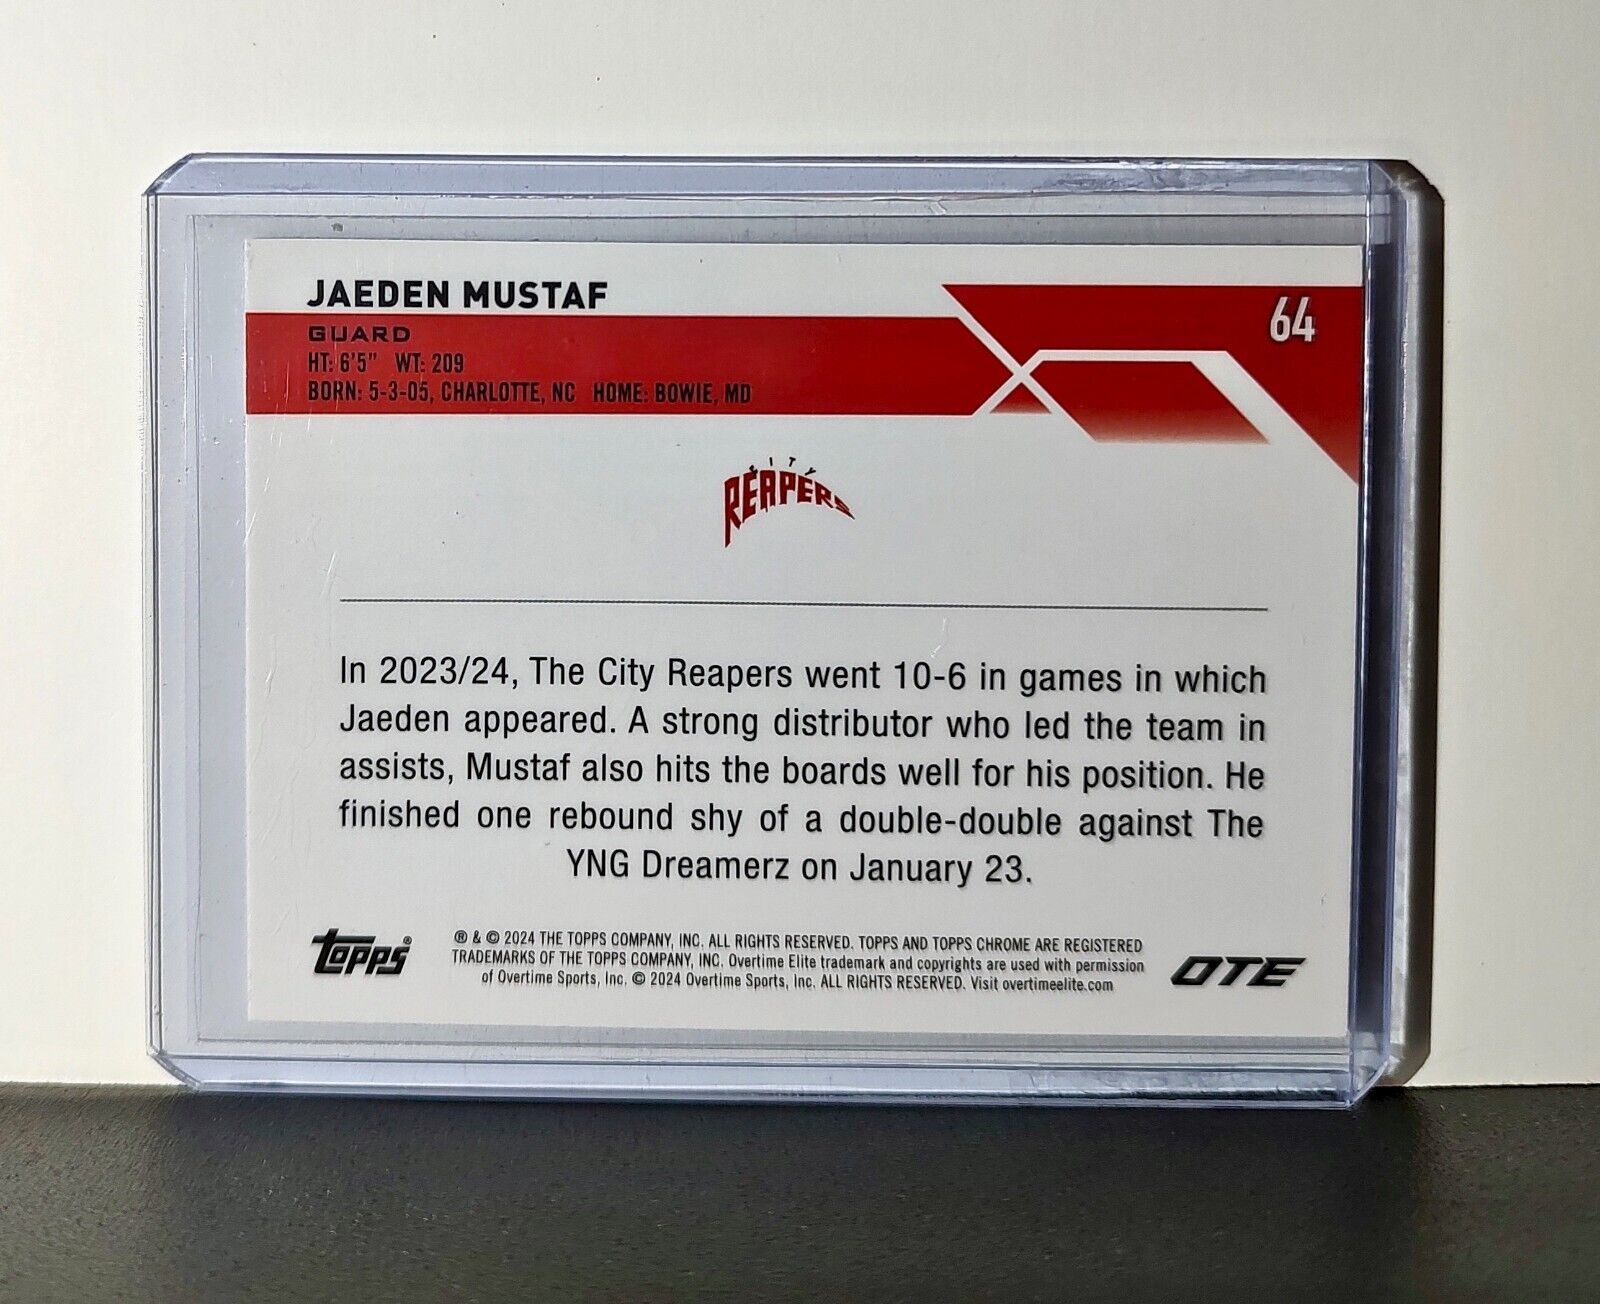 JAEDEN MUSTAF
64
GUARD
HT: 6'5" WT: 209
BORN: 5-3-05, CHARLOTTE, NC HOME: BOWIE, MD
CITY
REAPERS
In 2023/24, The City Reapers went 10-6 in games in which
Jaeden appeared. A strong distributor who led the team in
assists, Mustaf also hits the boards well for his position. He
finished one rebound shy of a double-double against The
YNG Dreamerz on January 23.
topps®
® & © 2024 THE TOPPS COMPANY, INC. ALL RIGHTS RESERVED. TOPPS AND TOPPS CHROME ARE REGISTERED
TRADEMARKS OF THE TOPPS COMPANY, INC. Overtime Elite trademark and copyrights are used with permission
of Overtime Sports, Inc. © 2024 Overtime Sports, Inc. ALL RIGHTS RESERVED. Visit overtimeelite.com
OTE